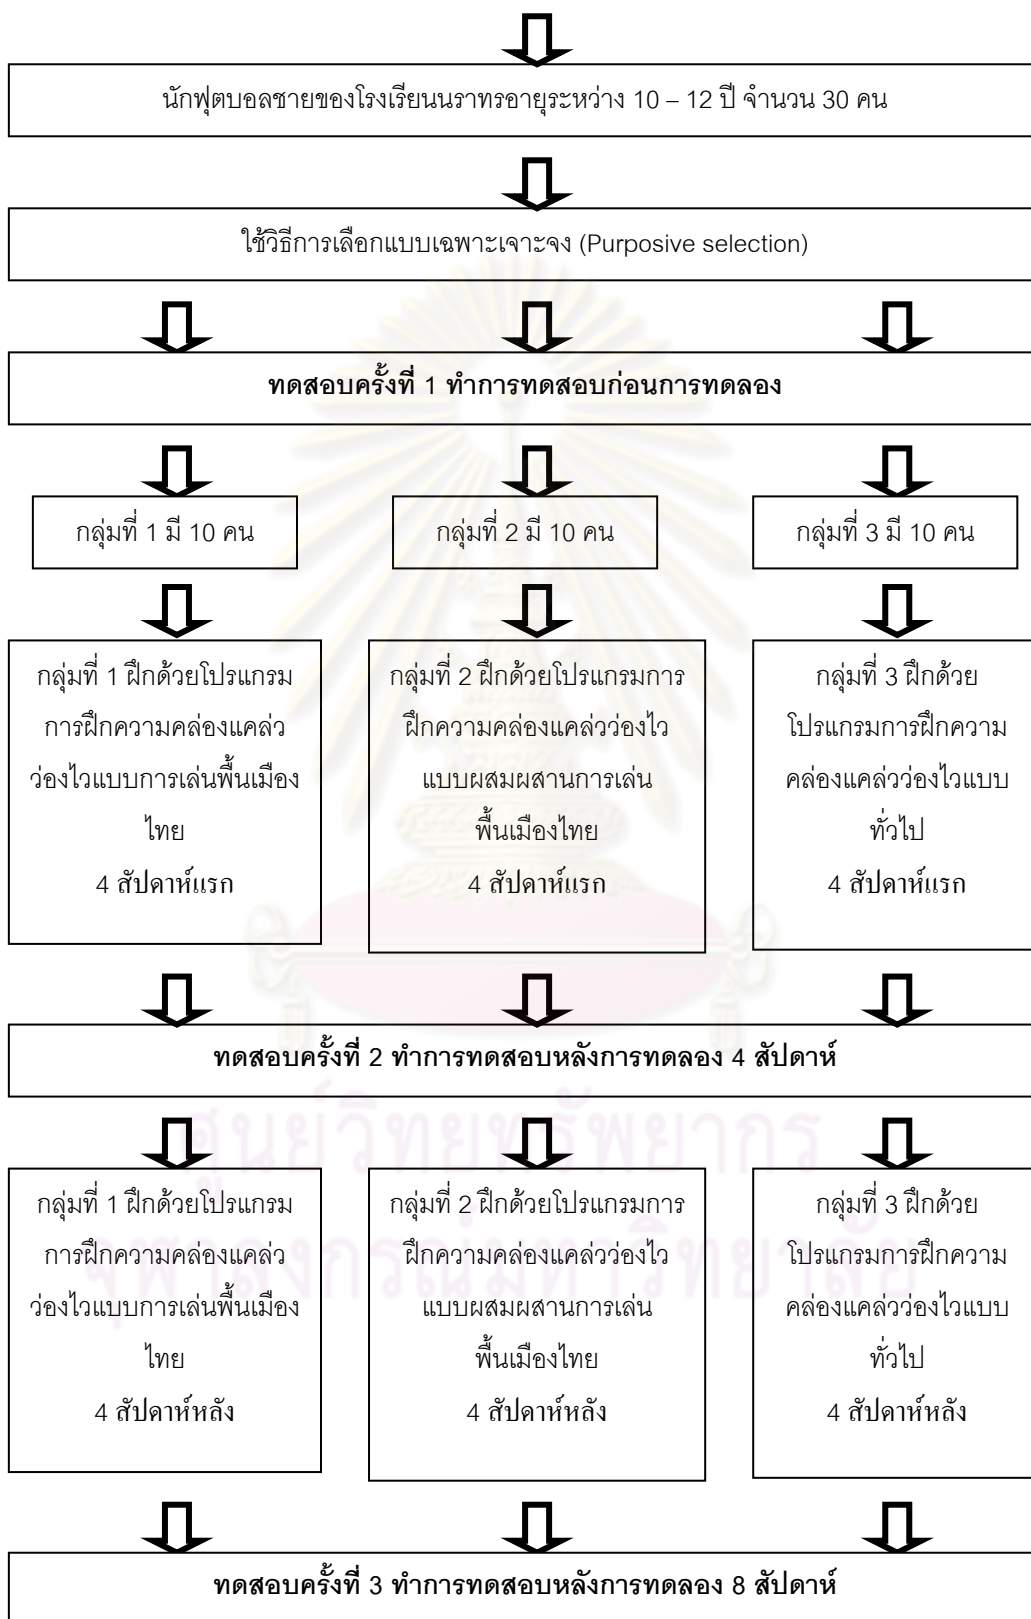 นักฟุตบอลชายของโรงเรียนนราทรอายุระหว่าง 10 – 12 ปี จำนวน 30 คน
ใช้วิธีการเลือกแบบเฉพาะเจาะจง (Purposive selection)
ทดสอบครั้งที่ 1 ทำการทดสอบก่อนการทดลอง
กลุ่มที่ 1 มี 10 คน
กลุ่มที่ 2 มี 10 คน
กลุ่มที่ 3 มี 10 คน
กลุ่มที่ 1 ฝึกด้วยโปรแกรม
การฝึกความคล่องแคล่ว
ว่องไวแบบการเล่นพื้นเมือง
ไทย
4 สัปดาห์แรก
กลุ่มที่ 2 ฝึกด้วยโปรแกรมการ
ฝึกความคล่องแคล่วว่องไว
แบบผสมผสานการเล่น
พื้นเมืองไทย
4 สัปดาห์แรก
กลุ่มที่ 3 ฝึกด้วย
โปรแกรมการฝึกความ
คล่องแคล่วว่องไวแบบ
ทั่วไป
4 สัปดาห์แรก
ทดสอบครั้งที่ 2 ทำการทดสอบหลังการทดลอง 4 สัปดาห์
ศูนย์วิทยทรัพยากร
จุฬาลงกรณ์มหาวิทยาลัย
กลุ่มที่ 1 ฝึกด้วยโปรแกรม
การฝึกความคล่องแคล่ว
ว่องไวแบบการเล่นพื้นเมือง
ไทย
4 สัปดาห์หลัง
กลุ่มที่ 2 ฝึกด้วยโปรแกรมการ
ฝึกความคล่องแคล่วว่องไว
แบบผสมผสานการเล่น
พื้นเมืองไทย
4 สัปดาห์หลัง
กลุ่มที่ 3 ฝึกด้วย
โปรแกรมการฝึกความ
คล่องแคล่วว่องไวแบบ
ทั่วไป
4 สัปดาห์หลัง
ทดสอบครั้งที่ 3 ทำการทดสอบหลังการทดลอง 8 สัปดาห์